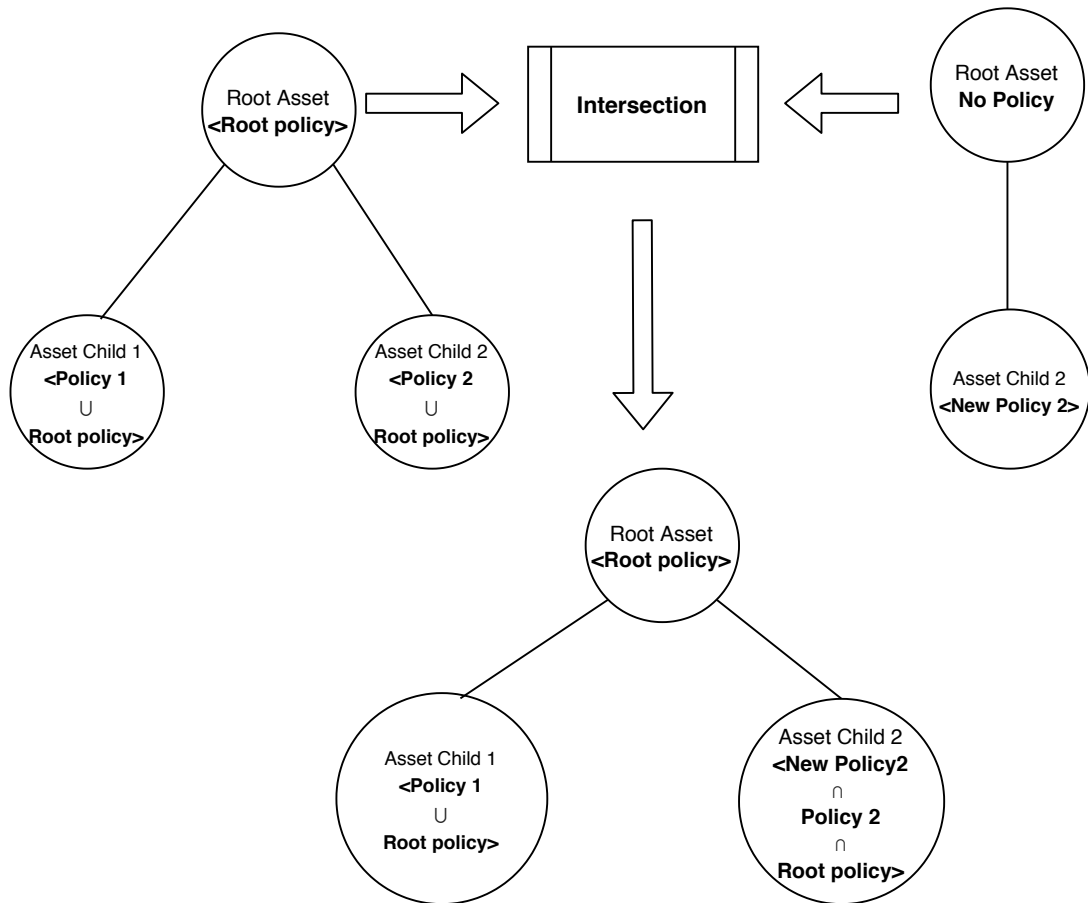 Root Asset
<Root policy>
Intersection
Root Asset
No Policy
Asset Child 1
<Policy 1
∪
Root policy>
Asset Child 2
<Policy 2
∪
Root policy>
Asset Child 2
<New Policy 2>
Root Asset
<Root policy>
Asset Child 1
<Policy 1
∪
Root policy>
Asset Child 2
<New Policy2
∩
Policy 2
∩
Root policy>